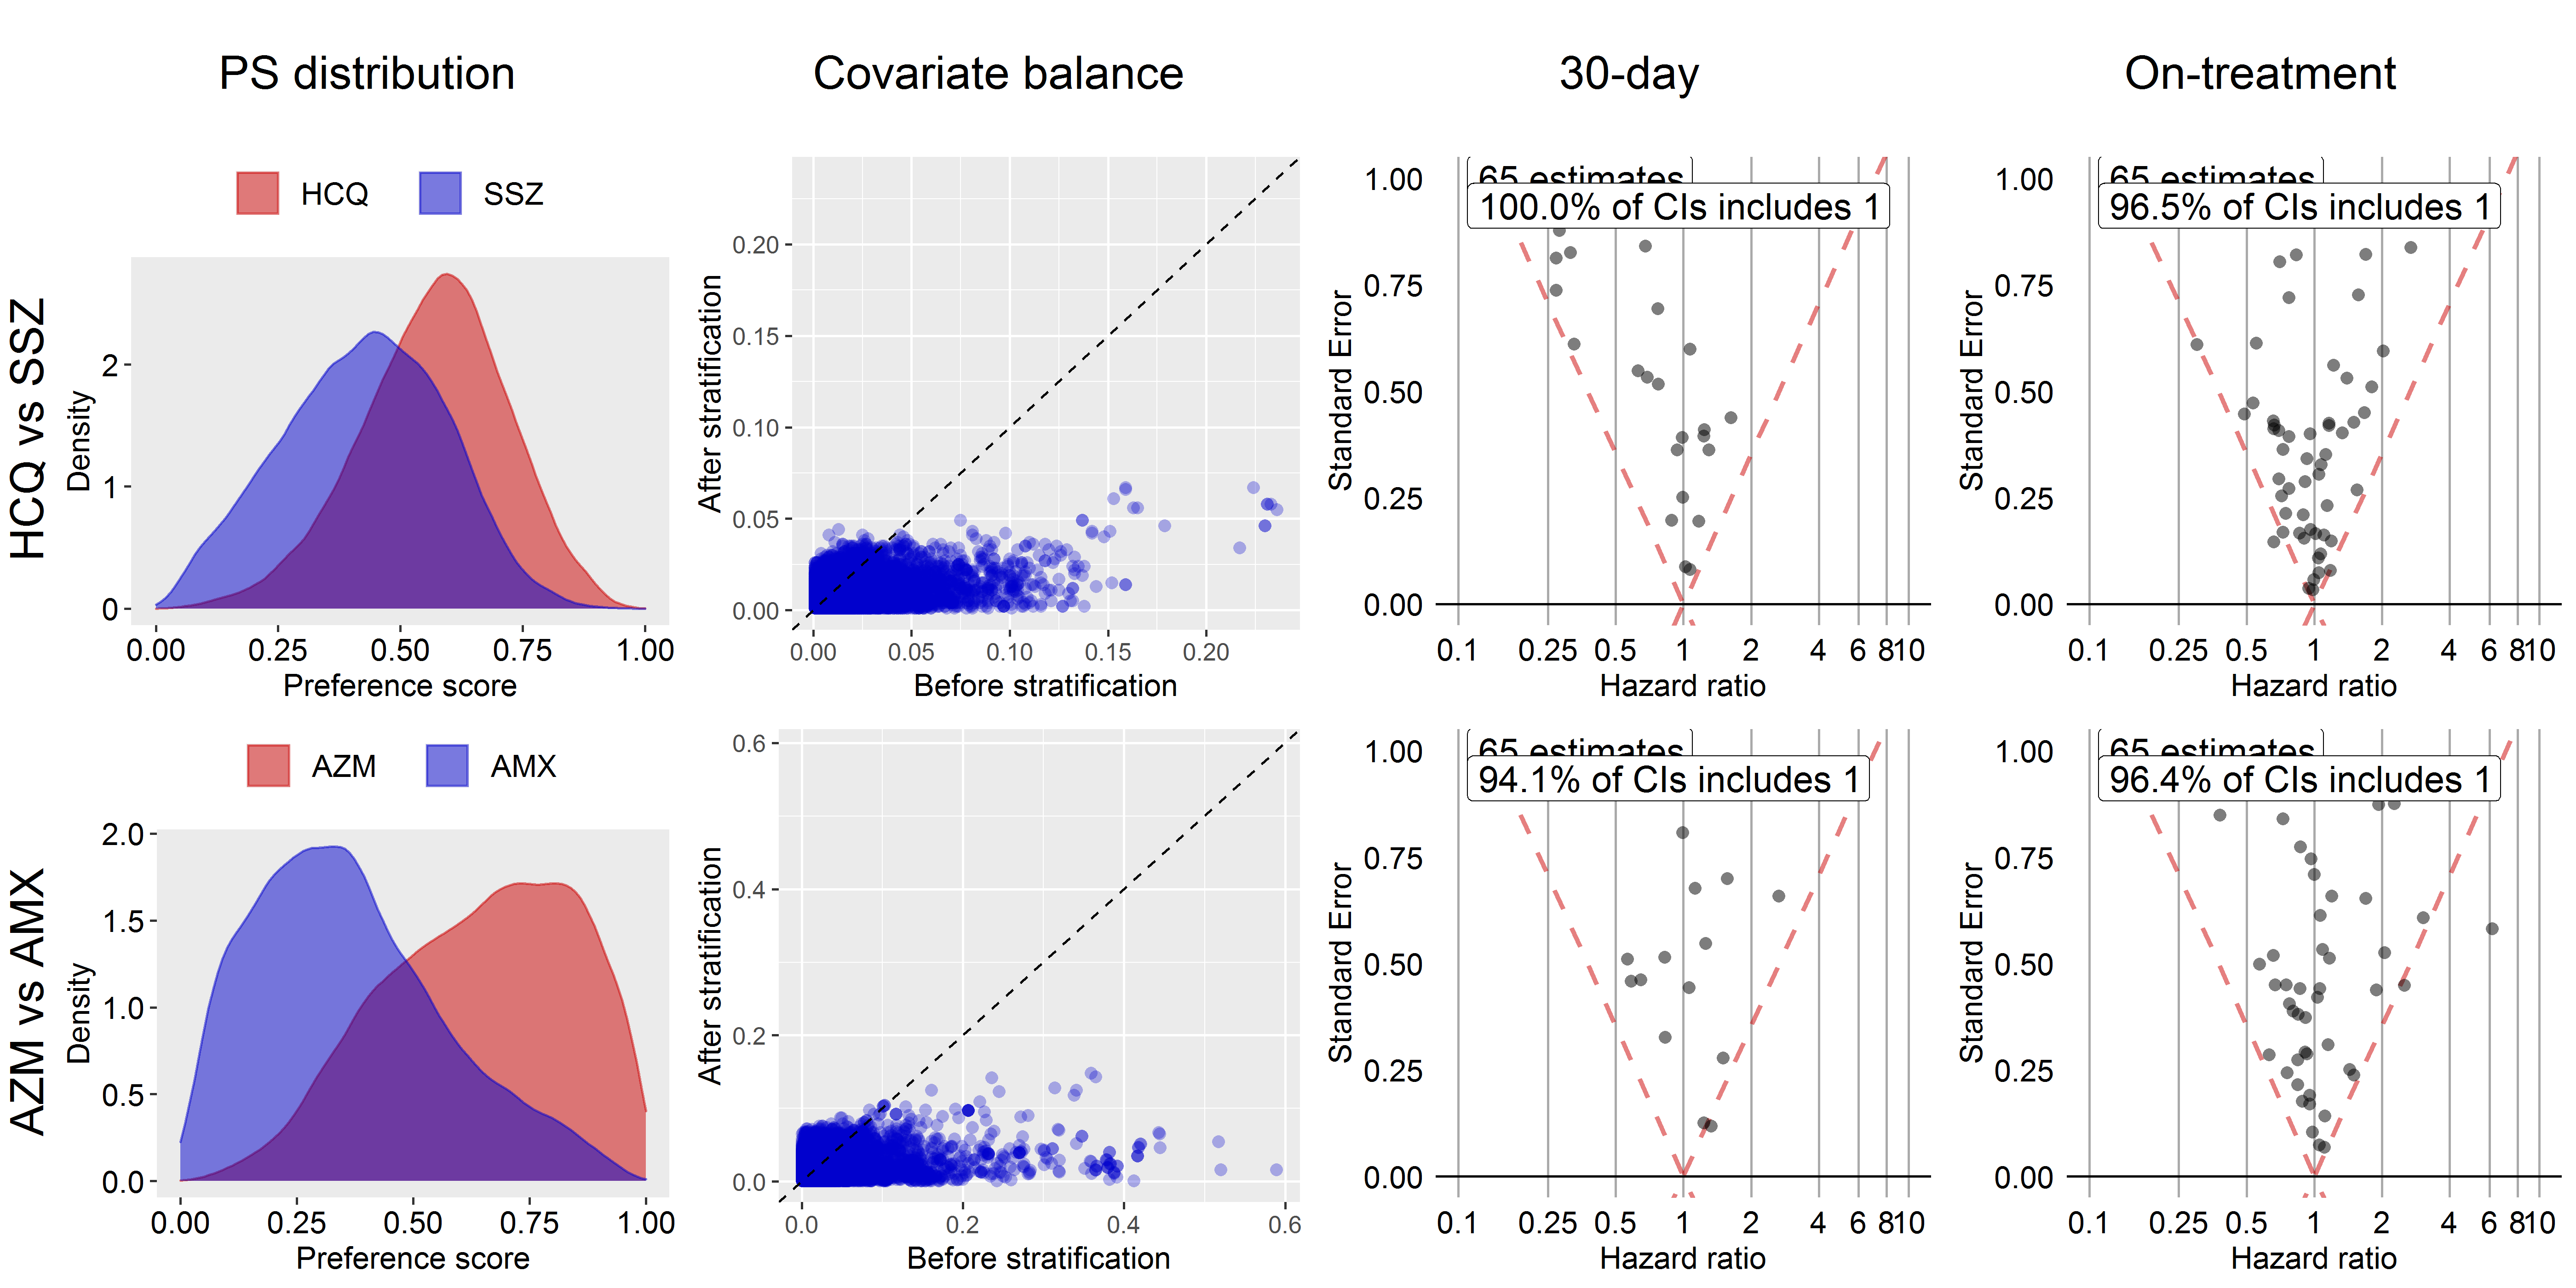 PS distribution
Covariate balance
30-day
On-treatment
HCQ vs SSZ
HCQ
SSZ
Density
2
1
0
0.00 0.25 0.50 0.75 1.00
Preference score
After stratification
0.20
0.15
0.10
0.05
0.00
0.00 0.05 0.10 0.15 0.20
Before stratification
Standard Error
1.00
0.75
0.50
0.25
0.00
65 estimates
100.0% of CIs includes 1
0.1 0.25 0.5 1 2 4 6 8 10
Hazard ratio
Standard Error
1.00
0.75
0.50
0.25
0.00
65 estimates
96.5% of CIs includes 1
0.1 0.25 0.5 1 2 4 6 8 10
Hazard ratio
AZM vs AMX
AZM
AMX
Density
2.0
1.5
1.0
0.5
0.0
0.00 0.25 0.50 0.75 1.00
Preference score
After stratification
0.6
0.4
0.2
0.0
0.0 0.2 0.4 0.6
Before stratification
Standard Error
1.00
0.75
0.50
0.25
0.00
65 estimates
94.1% of CIs includes 1
0.1 0.25 0.5 1 2 4 6 8 10
Hazard ratio
Standard Error
1.00
0.75
0.50
0.25
0.00
65 estimates
96.4% of CIs includes 1
0.1 0.25 0.5 1 2 4 6 8 10
Hazard ratio